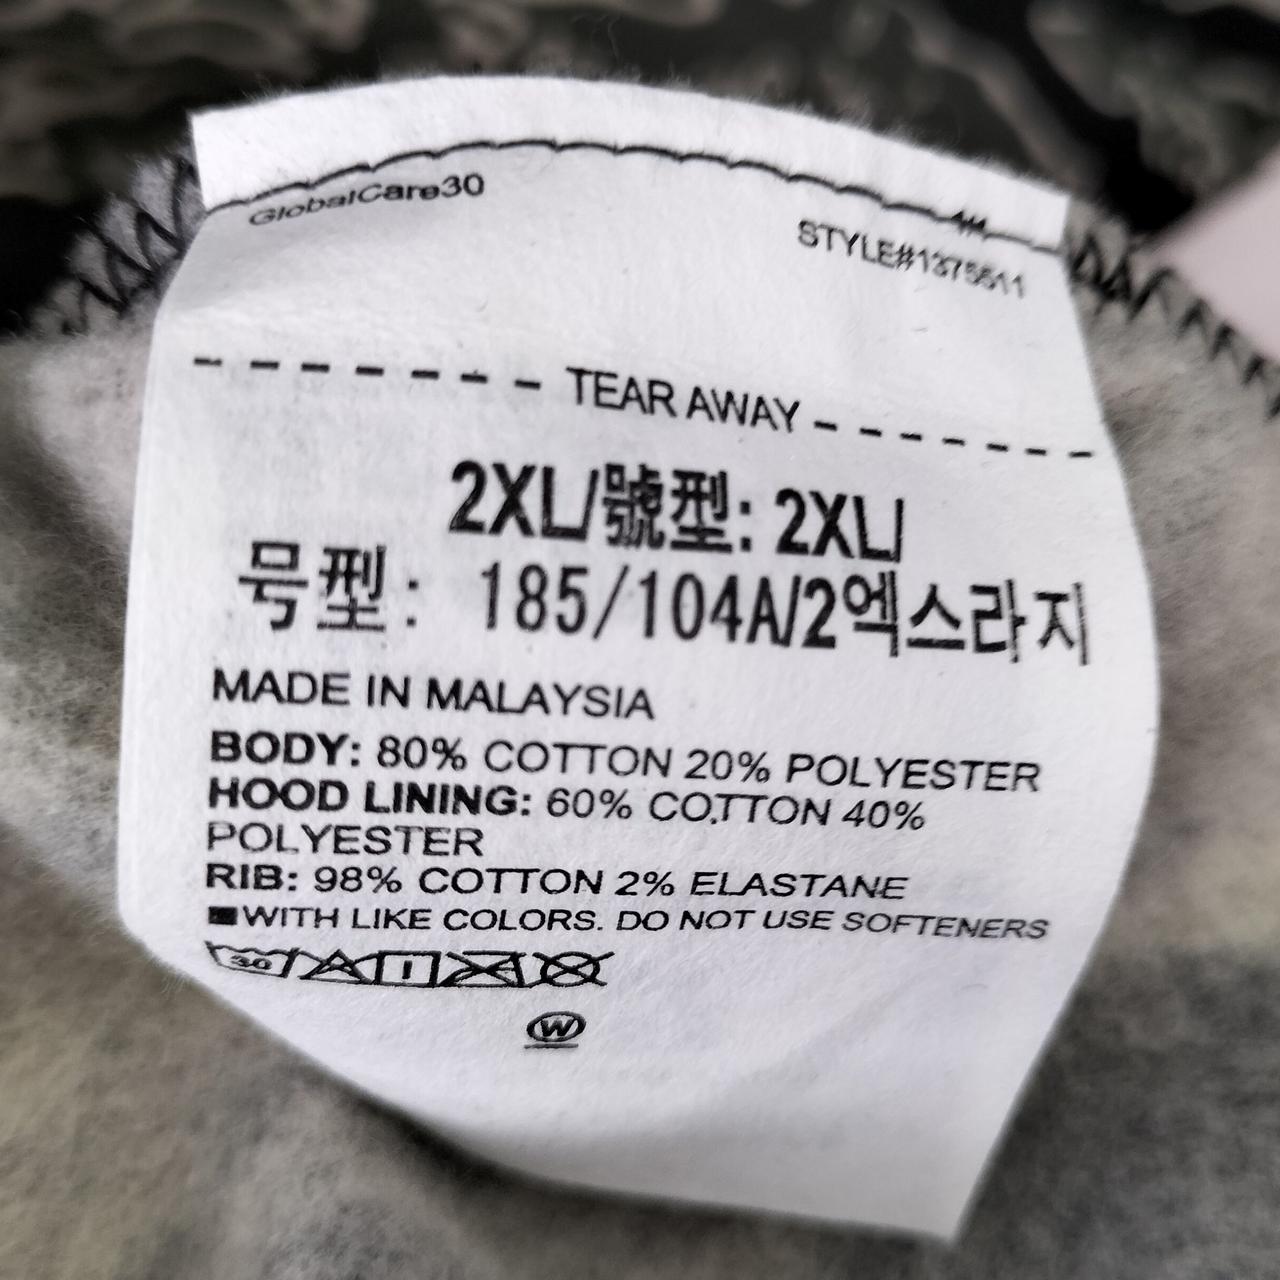 GlobalCare30
STYLE#1375511
- - - - - - - TEAR AWAY - - - - - -
2XL/號型: 2XL/
号型: 185/104A/2엑스라지
MADE IN MALAYSIA
BODY: 80% COTTON 20% POLYESTER
HOOD LINING: 60% COTTON 40%
POLYESTER
RIB: 98% COTTON 2% ELASTANE
■WITH LIKE COLORS. DO NOT USE SOFTENERS
30
W